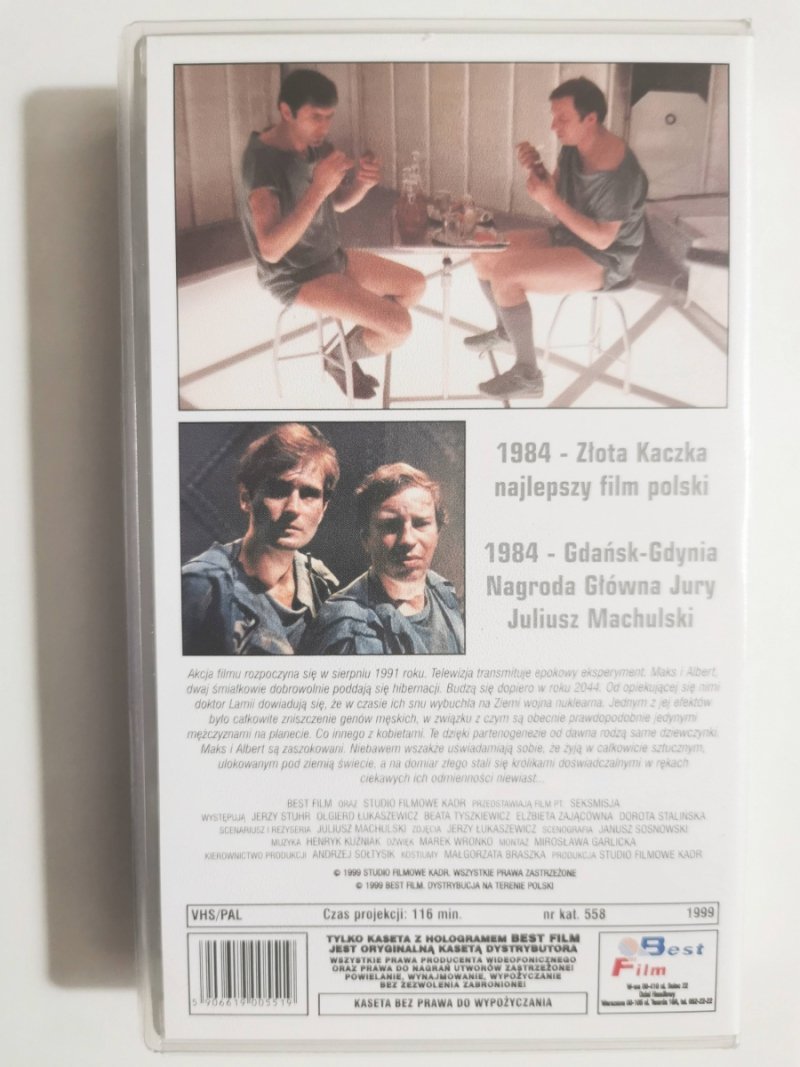 1984 - Złota Kaczka
najlepszy film polski
1984 - Gdańsk-Gdynia
Nagroda Główna Jury
Juliusz Machulski
Akcja filmu rozpoczyna się w sierpniu 1991 roku. Telewizja transmituje epokowy eksperyment. Maks i Albert,
dwaj śmiałkowie dobrowolnie poddają się hibernacji. Budzą się dopiero w roku 2044. Od opiekującej się nimi
doktor Lamii dowiadują się, że w czasie ich snu wybuchła na Ziemi wojna nuklearna. Jednym z jej efektów
było całkowite zniszczenie genów męskich, w związku z czym są obecnie prawdopodobnie jedynymi
mężczyznami na planecie. Co innego z kobietami. Te dzięki partenogenezie od dawna rodzą same dziewczynki.
Maks i Albert są zaszokowani. Niebawem wszakże uświadamiają sobie, że żyją w całkowicie sztucznym,
ulokowanym pod ziemią świecie, a na domiar złego stali się królikami doświadczalnymi w rękach
ciekawych ich odmienności niewiast...
BEST FILM ORAZ STUDIO FILMOWE KADR PRZEDSTAWIAJĄ FILM PT. SEKSMISJA
WYSTĘPUJĄ JERZY STUHR OLGIERD ŁUKASZEWICZ BEATA TYSZKIEWICZ ELŻBIETA ZAJĄCÓWNA DOROTA STALIŃSKA
SCENARIUSZ I REŻYSERIA JULIUSZ MACHULSKI ZDJĘCIA JERZY ŁUKASZEWICZ SCENOGRAFIA JANUSZ SOSNOWSKI
MUZYKA HENRYK KUŹNIAK DŹWIĘK MAREK WRONKO MONTAŻ MIROSŁAWA GARLICKA
KIEROWNICTWO PRODUKCJI ANDRZEJ SOŁTYSIK KOSTIUMY MAŁGORZATA BRASZKA PRODUKCJA STUDIO FILMOWE KADR
© 1999 STUDIO FILMOWE KADR. WSZYSTKIE PRAWA ZASTRZEŻONE
© 1999 BEST FILM. DYSTRYBUCJA NA TERENIE POLSKI
VHS/PAL Czas projekcji: 116 min. nr kat. 558 1999
TYLKO KASETA Z HOLOGRAMEM BEST FILM
JEST ORYGINALNĄ KASETĄ DYSTRYBUTORA
WSZYSTKIE PRAWA PRODUCENTA WIDEOFONICZNEGO
ORAZ PRAWA DO NAGRAŃ UTWORÓW ZASTRZEŻONE!
POWIELANIE, WYNAJMOWANIE, WYPOŻYCZANIE
BEZ ZEZWOLENIA ZABRONIONE!
KASETA BEZ PRAWA DO WYPOŻYCZANIA
5 906619 005519
Best
Film